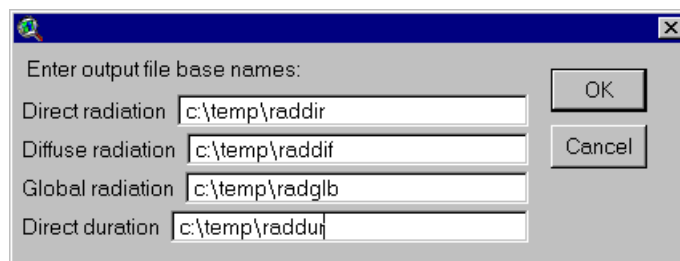 Enter output file base names:
Direct radiation c:\temp\raddir
OK
Diffuse radiation c:\temp\raddif
Cancel
Global radiation c:\temp\radglb
Direct duration c:\temp\raddur